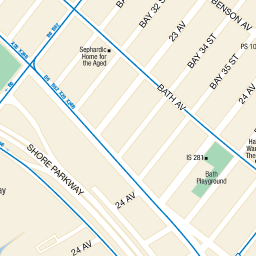 BENSON AV
BAY 32 ST
23 AV
BAY 34 ST
BAY 35 ST
24 AV
PS 10
Sephardic
Home for
the Aged
BATH AV
IS 281
Bath
Playground
SHORE PARKWAY
24 AV
24 AV